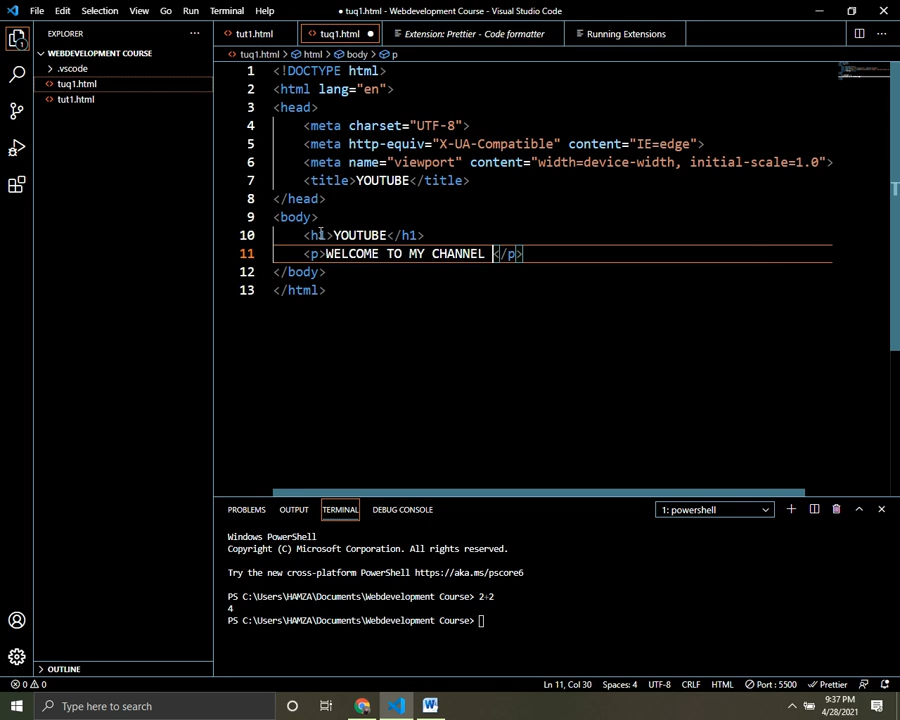 File Edit Selection View Go Run Terminal Help ● tuq1.html - Webdevelopment Course - Visual Studio Code
EXPLORER ···
tut1.html tuq1.html ● Extension: Prettier - Code formatter Running Extensions ···
WEBDEVELOPMENT COURSE
tuq1.html > html > body > p
.vscode
tuq1.html
tut1.html
1 <!DOCTYPE html>
2 <html lang="en">
3 <head>
4 <meta charset="UTF-8">
5 <meta http-equiv="X-UA-Compatible" content="IE=edge">
6 <meta name="viewport" content="width=device-width, initial-scale=1.0">
7 <title>YOUTUBE</title>
8 </head>
9 <body>
10 <h1>YOUTUBE</h1>
11 <p>WELCOME TO MY CHANNEL </p>
12 </body>
13 </html>
PROBLEMS OUTPUT TERMINAL DEBUG CONSOLE 1: powershell
Windows PowerShell
Copyright (C) Microsoft Corporation. All rights reserved.
Try the new cross-platform PowerShell https://aka.ms/pscore6
PS C:\Users\HAMZA\Documents\Webdevelopment Course> 2+2
4
PS C:\Users\HAMZA\Documents\Webdevelopment Course>
OUTLINE
0 0 Ln 11, Col 30 Spaces: 4 UTF-8 CRLF HTML Port : 5500 Prettier
Type here to search
9:37 PM
4/28/2021